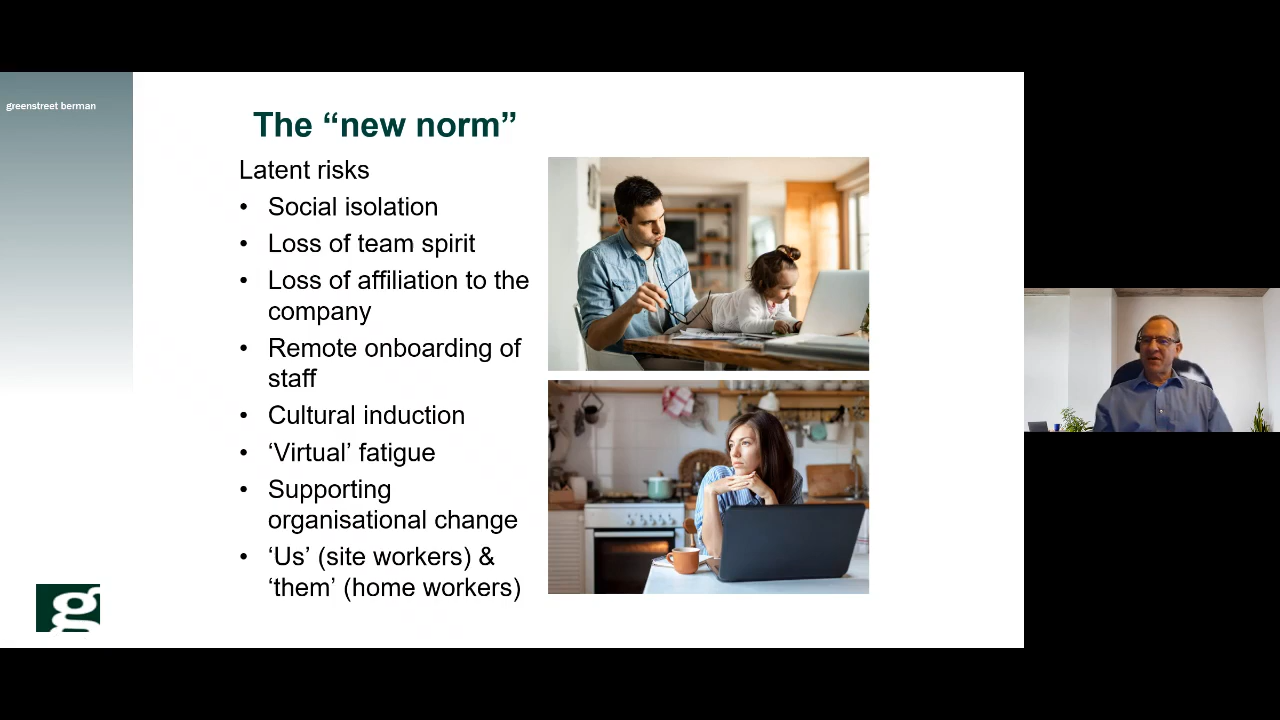 greenstreet berman
The “new norm”
Latent risks
• Social isolation
• Loss of team spirit
• Loss of affiliation to the
company
• Remote onboarding of
staff
• Cultural induction
• ‘Virtual’ fatigue
• Supporting
organisational change
• ‘Us’ (site workers) &
‘them’ (home workers)
g